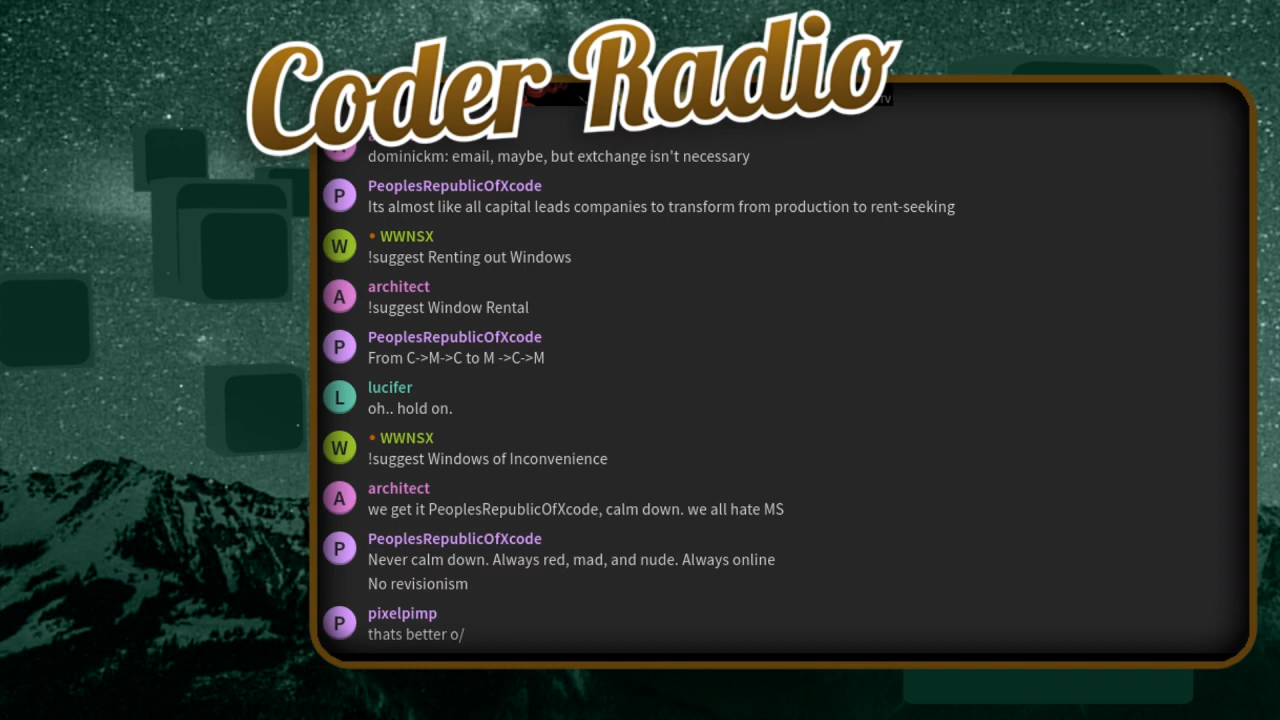 Coder Radio
TV
dominickm: email, maybe, but extchange isn't necessary
P
PeoplesRepublicOfXcode
Its almost like all capital leads companies to transform from production to rent-seeking
W
• WWNSX
!suggest Renting out Windows
A
architect
!suggest Window Rental
P
PeoplesRepublicOfXcode
From C->M->C to M ->C->M
L
lucifer
oh.. hold on.
W
• WWNSX
!suggest Windows of Inconvenience
A
architect
we get it PeoplesRepublicOfXcode, calm down. we all hate MS
P
PeoplesRepublicOfXcode
Never calm down. Always red, mad, and nude. Always online
No revisionism
P
pixelpimp
thats better o/